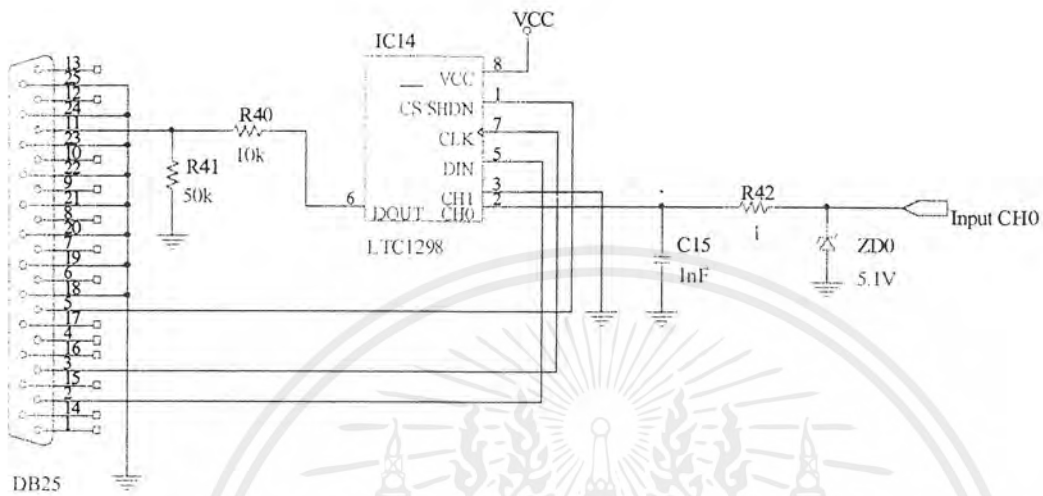 VCC
IC14
8
VCC
1
CS/SHDN
7
CLK
5
DIN
3
CH1
2
CH0
6
DOUT
LTC1298
R40
10k
R41
50k
C15
1nF
R42
ZD0
5.1V
Input CH0
13
25
12
24
11
23
10
22
9
21
8
20
7
19
6
18
5
17
4
16
3
15
2
14
1
DB25